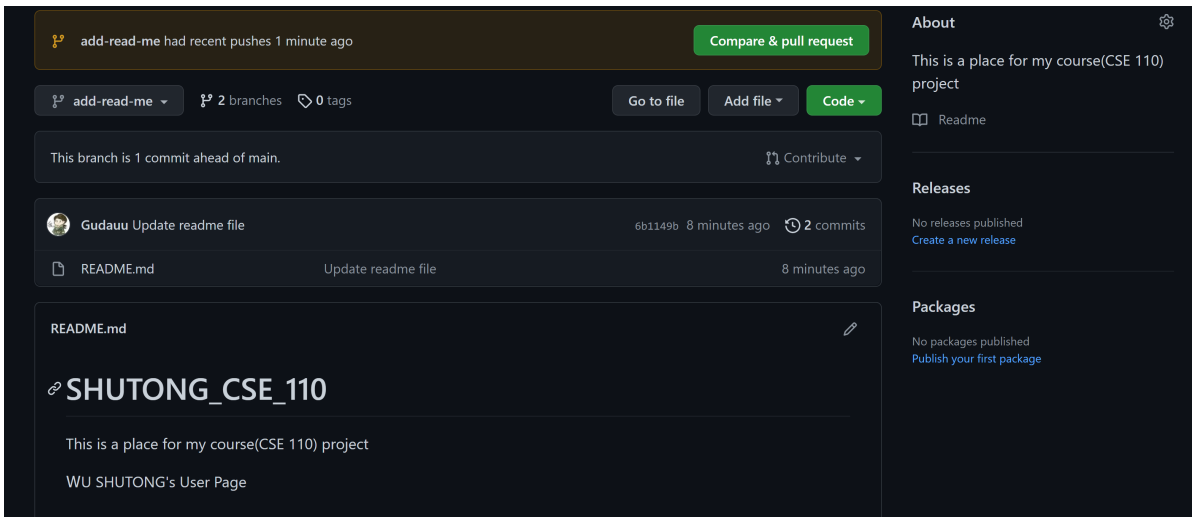 add-read-me had recent pushes 1 minute ago
Compare & pull request
add-read-me
2 branches
0 tags
Go to file
Add file
Code
This branch is 1 commit ahead of main.
Contribute
Gudauu Update readme file
6b1149b 8 minutes ago
2 commits
README.md
Update readme file
8 minutes ago
README.md
SHUTONG_CSE_110
This is a place for my course(CSE 110) project
WU SHUTONG's User Page
About
This is a place for my course(CSE 110)
project
Readme
Releases
No releases published
Create a new release
Packages
No packages published
Publish your first package